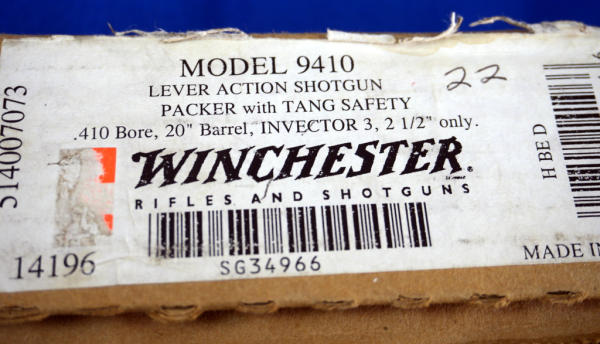 MODEL 9410
LEVER ACTION SHOTGUN
PACKER with TANG SAFETY
.410 Bore, 20" Barrel, INVECTOR 3, 2 1/2" only.
22
WINCHESTER®
RIFLES AND SHOTGUNS
SG34966
514007073
14196
H BE D
MADE IN